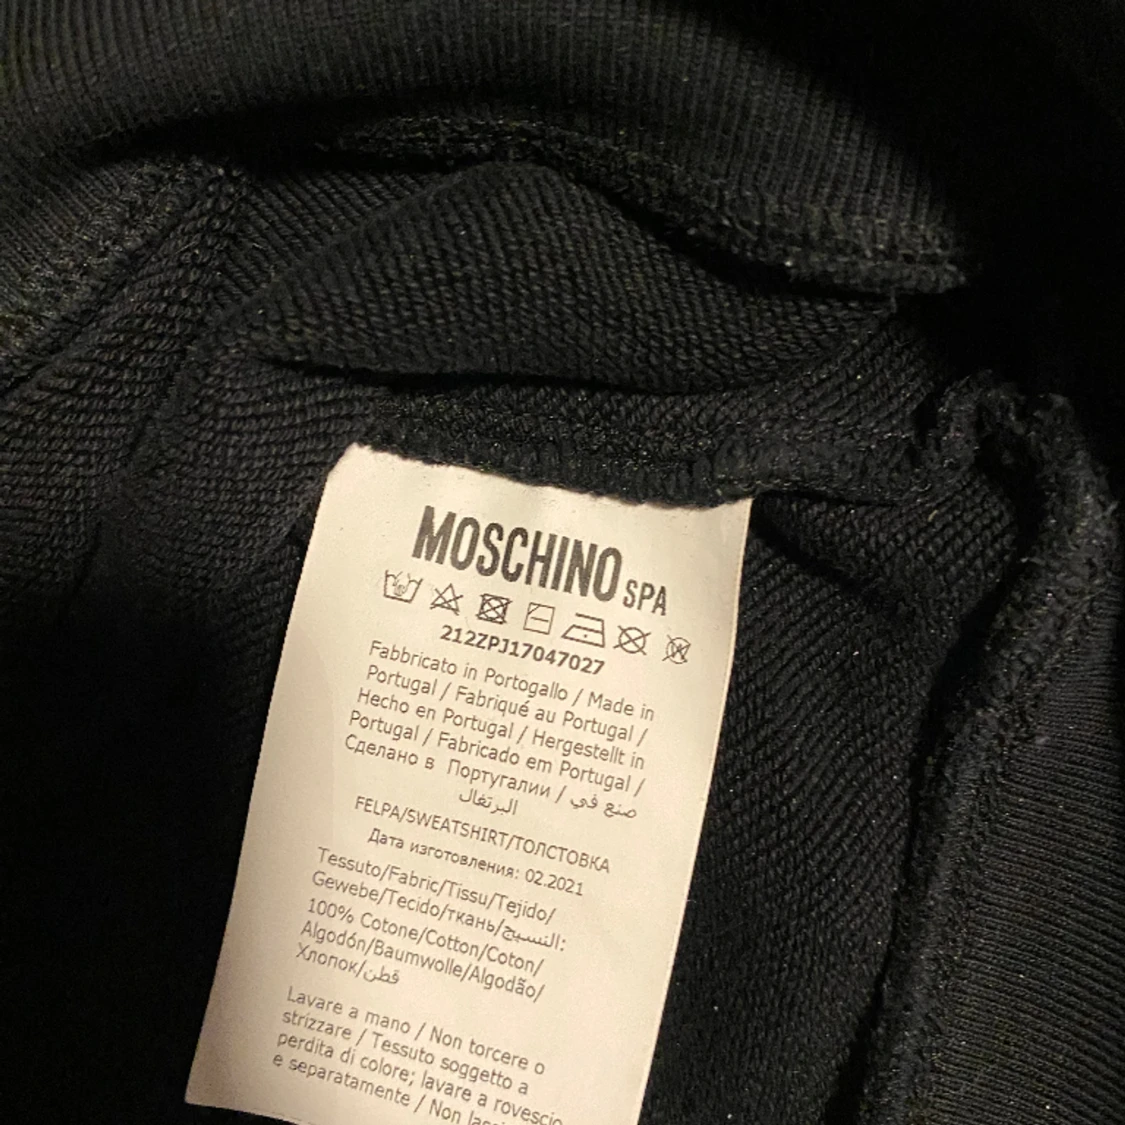 MOSCHINO SPA
212ZPJ17047027
Fabbricato in Portogallo / Made in
Portugal / Fabriqué au Portugal /
Hecho en Portugal / Hergestellt in
Portugal / Fabricado em Portugal /
Сделано в Португалии / صنع في
البرتغال
FELPA/SWEATSHIRT/ТОЛСТОВКА
Дата изготовления: 02.2021
Tessuto/Fabric/Tissu/Tejido/
Gewebe/Tecido/ткань/النسيج:
100% Cotone/Cotton/Coton/
Algodón/Baumwolle/Algodão/
Хлопок/قطن
Lavare a mano / Non torcere o
strizzare / Tessuto soggetto a
perdita di colore; lavare a rovescio
e separatamente / Non